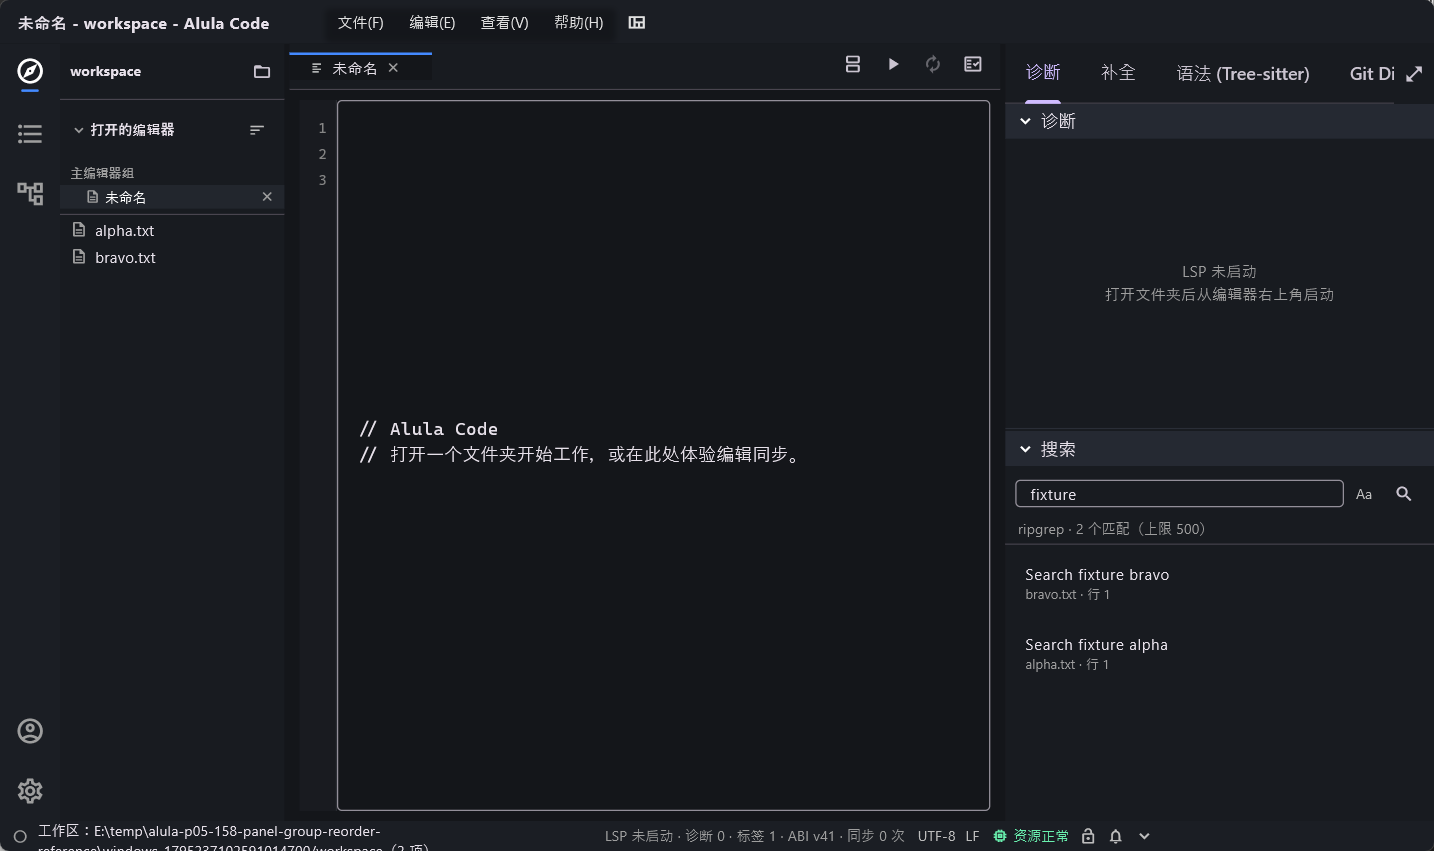 未命名 - workspace - Alula Code
文件(F) 编辑(E) 查看(V) 帮助(H)
workspace
打开的编辑器
主编辑器组
未命名
alpha.txt
bravo.txt
未命名
1
2
3
// Alula Code
// 打开一个文件夹开始工作，或在此处体验编辑同步。
诊断 补全 语法 (Tree-sitter) Git Di
诊断
LSP 未启动
打开文件夹后从编辑器右上角启动
搜索
fixture Aa
ripgrep · 2 个匹配（上限 500）
Search fixture bravo
bravo.txt · 行 1
Search fixture alpha
alpha.txt · 行 1
工作区：E:\temp\alula-p05-158-panel-group-reorder-
reference\windows-1795237102591014700/workspace（2 项）
LSP 未启动 · 诊断 0 · 标签 1 · ABI v41 · 同步 0 次 UTF-8 LF 资源正常